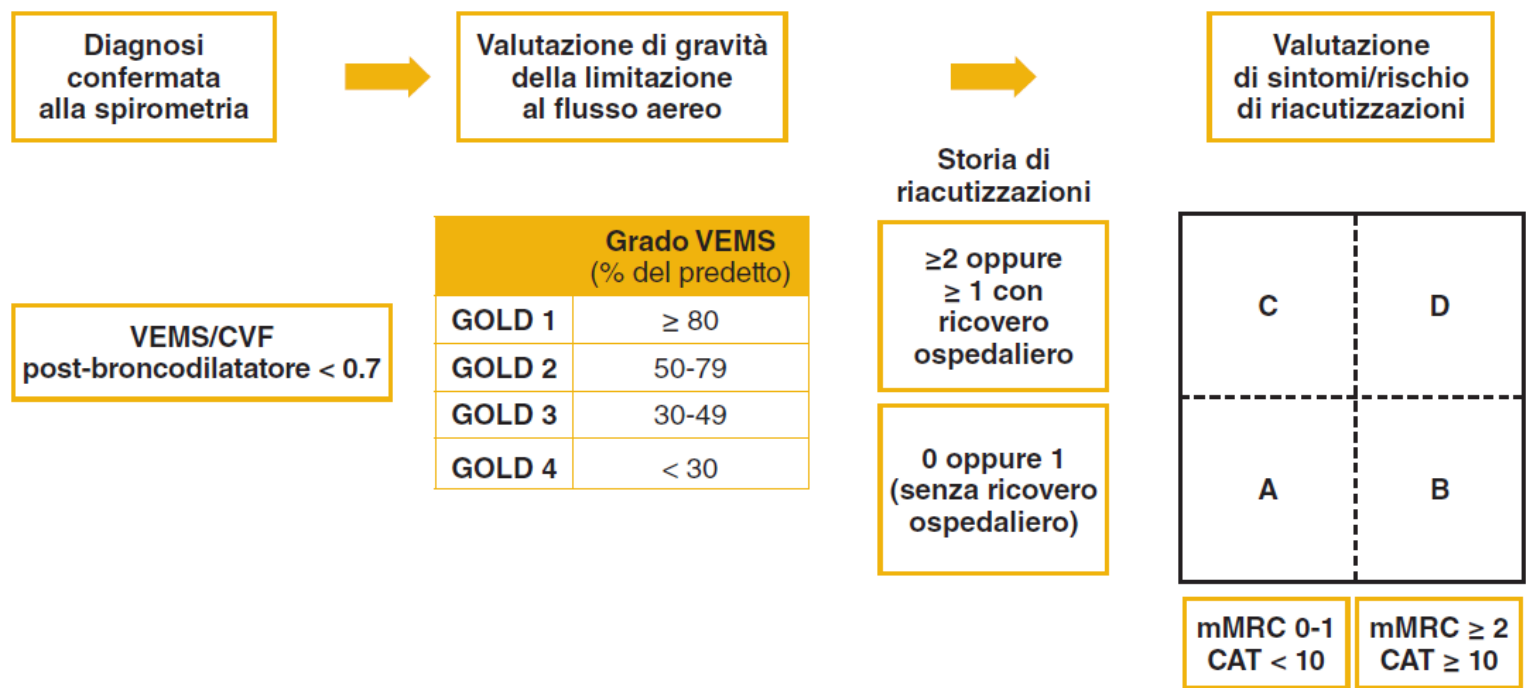 Diagnosi
confermata
alla spirometria
Valutazione di gravità
della limitazione
al flusso aereo
Valutazione
di sintomi/rischio
di riacutizzazioni
VEMS/CVF
post-broncodilatatore < 0.7
Grado VEMS
(% del predetto)
GOLD 1 ≥ 80
GOLD 2 50-79
GOLD 3 30-49
GOLD 4 < 30
Storia di
riacutizzazioni
≥2 oppure
≥ 1 con
ricovero
ospedaliero
0 oppure 1
(senza ricovero
ospedaliero)
C D
A B
mMRC 0-1
CAT < 10
mMRC ≥ 2
CAT ≥ 10